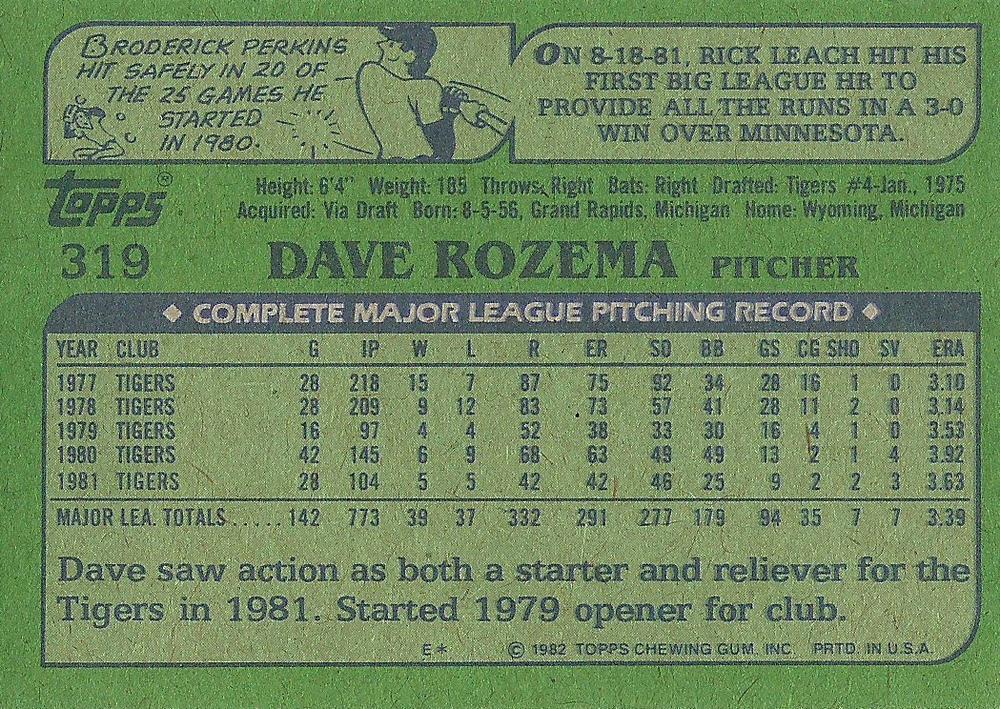 BRODERICK PERKINS
HIT SAFELY IN 20 OF
THE 25 GAMES HE
STARTED
IN 1980.
ON 8-18-81, RICK LEACH HIT HIS
FIRST BIG LEAGUE HR TO
PROVIDE ALL THE RUNS IN A 3-0
WIN OVER MINNESOTA.
TOPPS®
Height: 6'4" Weight: 185 Throws: Right Bats: Right Drafted: Tigers #4-Jan., 1975
Acquired: Via Draft Born: 8-5-56, Grand Rapids, Michigan Home: Wyoming, Michigan
319 DAVE ROZEMA PITCHER
◆ COMPLETE MAJOR LEAGUE PITCHING RECORD ◆
YEAR CLUB G IP W L R ER SO BB GS CG SHO SV ERA
1977 TIGERS 28 218 15 7 87 75 92 34 28 16 1 0 3.10
1978 TIGERS 28 209 9 12 83 73 57 41 28 11 2 0 3.14
1979 TIGERS 16 97 4 4 52 38 33 30 16 4 1 0 3.53
1980 TIGERS 42 145 6 9 68 63 49 49 13 2 1 4 3.92
1981 TIGERS 28 104 5 5 42 42 46 25 9 2 2 3 3.63
MAJOR LEA. TOTALS..... 142 773 39 37 332 291 277 179 94 35 7 7 3.39
Dave saw action as both a starter and reliever for the
Tigers in 1981. Started 1979 opener for club.
E* © 1982 TOPPS CHEWING GUM, INC. PRTD. IN U.S.A.